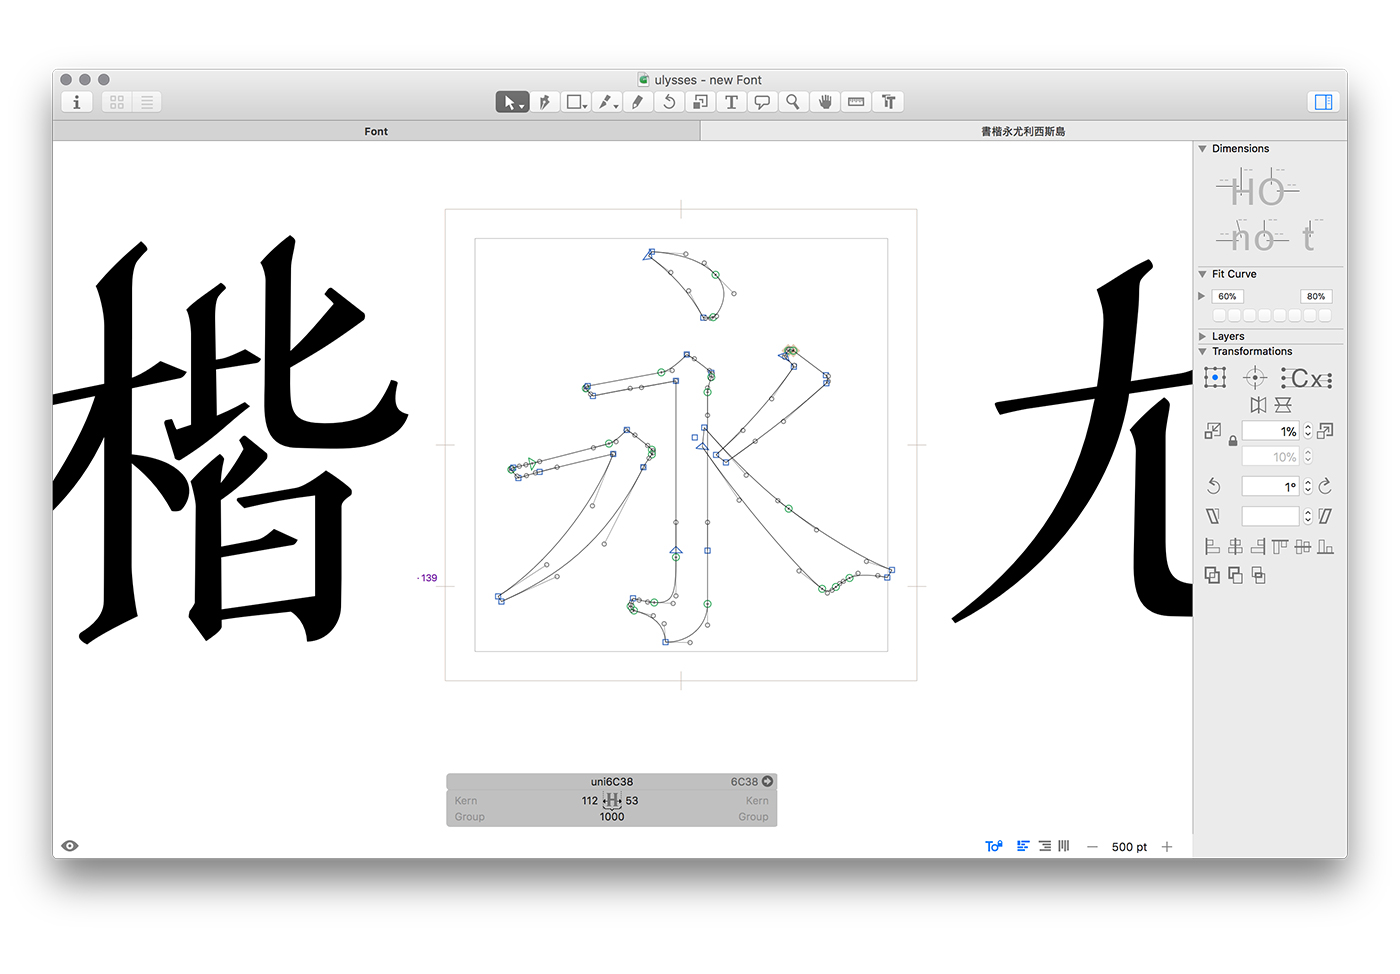 ulysses - new Font
Font
書楷永尤利西斯島
楷永尤
Dimensions
HO
no t
Fit Curve
60% 80%
Layers
Transformations
Cx
1%
10%
1°
-139
uni6C38 6C38
Kern 112 H 53 Kern
Group 1000 Group
500 pt